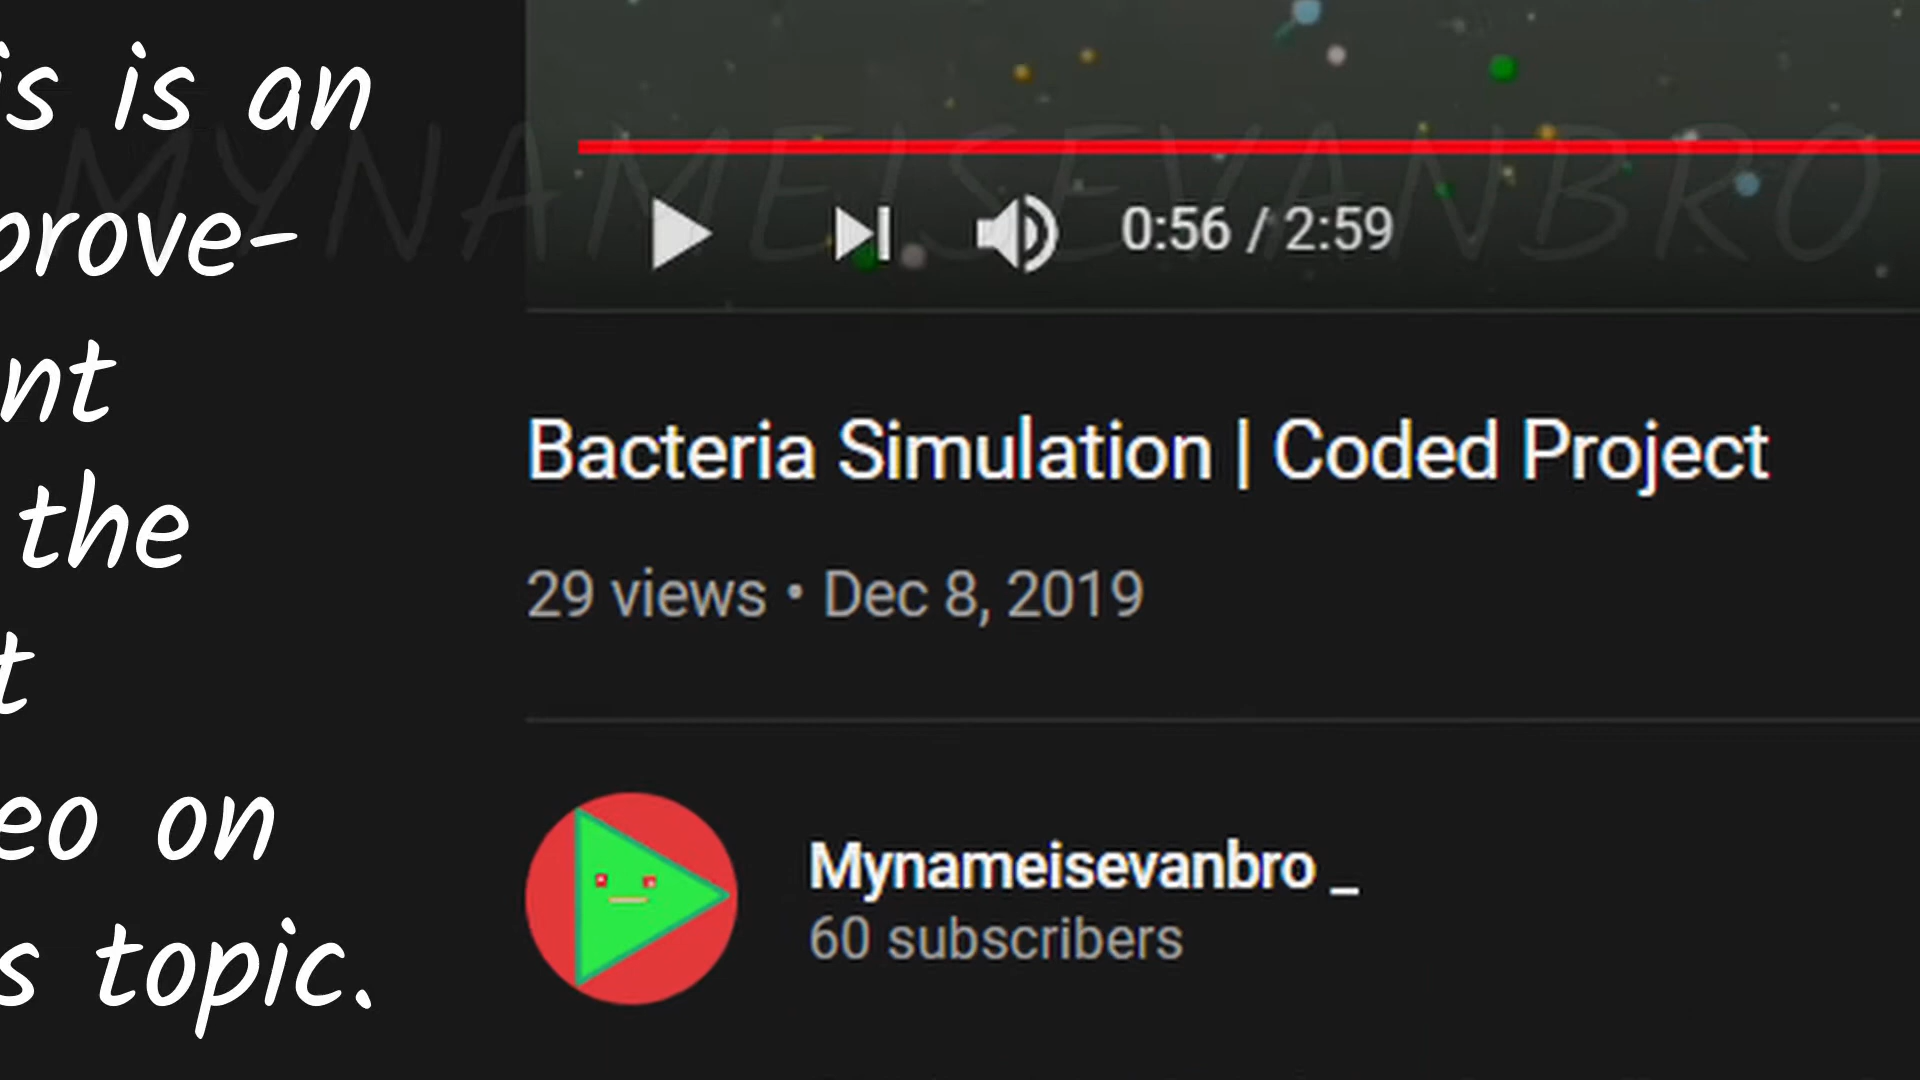 is is an
prove-
nt
the
t
eo on
s topic.
MYNAMEISEVANBRO
0:56 / 2:59
Bacteria Simulation | Coded Project
29 views • Dec 8, 2019
Mynameisevanbro _
60 subscribers